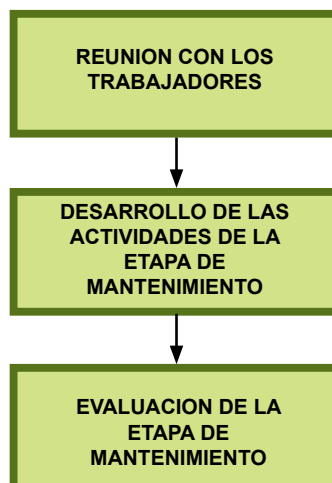 REUNION CON LOS
TRABAJADORES
DESARROLLO DE LAS
ACTIVIDADES DE LA
ETAPA DE
MANTENIMIENTO
EVALUACION DE LA
ETAPA DE
MANTENIMIENTO